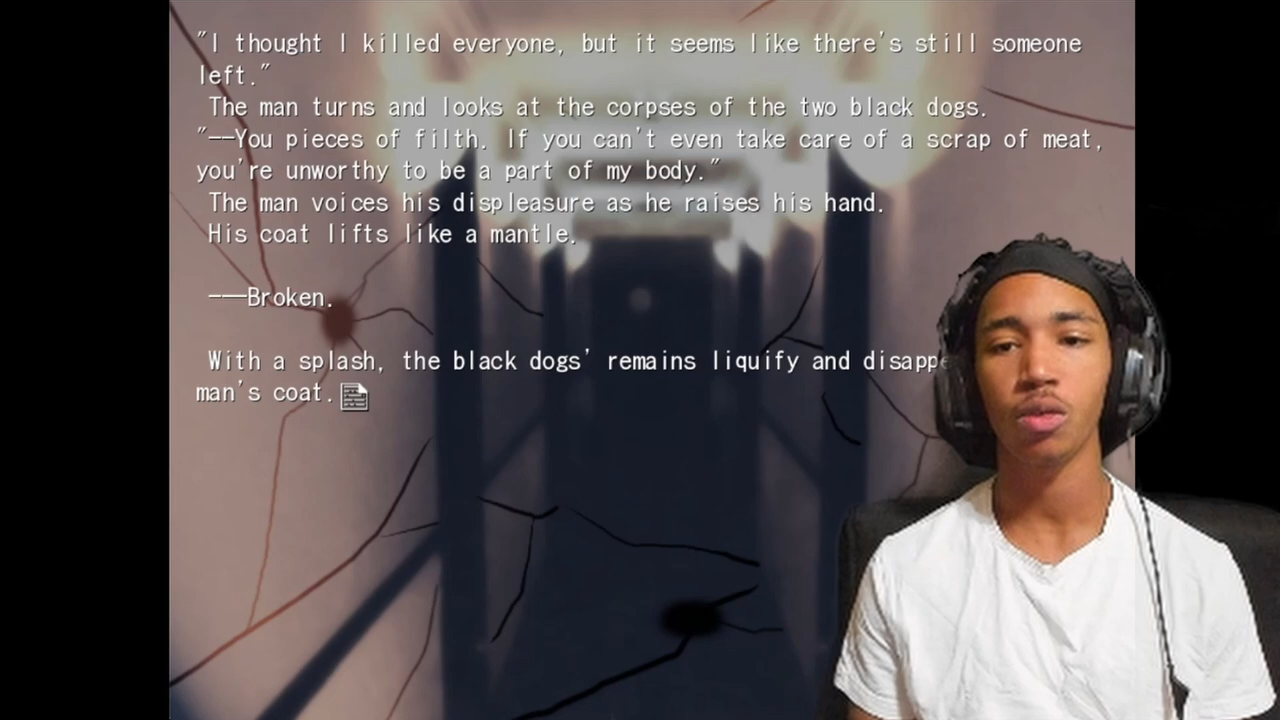 "I thought I killed everyone, but it seems like there's still someone
left."
The man turns and looks at the corpses of the two black dogs.
"――You pieces of filth. If you can't even take care of a scrap of meat,
you're unworthy to be a part of my body."
The man voices his displeasure as he raises his hand.
His coat lifts like a mantle.
――Broken.
With a splash, the black dogs' remains liquify and
man's coat.